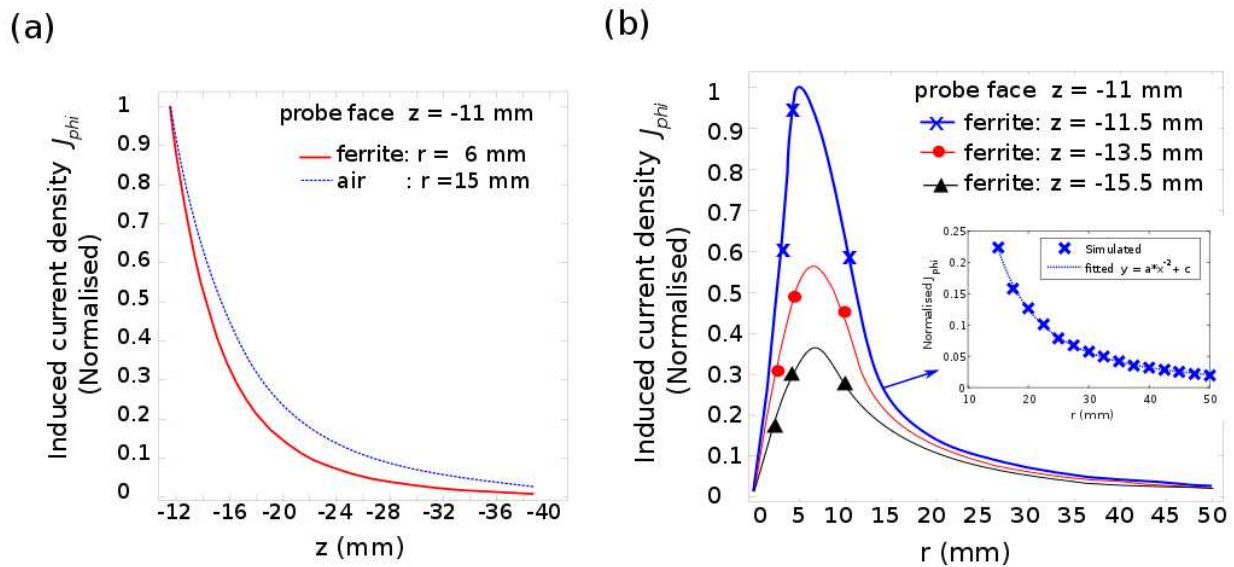 (a)
Induced current density J_phi
(Normalised)
1
0.9
0.8
0.7
0.6
0.5
0.4
0.3
0.2
0.1
0
probe face z = -11 mm
ferrite: r = 6 mm
air : r =15 mm
-12 -16 -20 -24 -28 -32 -36 -40
z (mm)
(b)
Induced current density J_phi
(Normalised)
1
0.9
0.8
0.7
0.6
0.5
0.4
0.3
0.2
0.1
0
probe face z = -11 mm
ferrite: z = -11.5 mm
ferrite: z = -13.5 mm
ferrite: z = -15.5 mm
Normalised J_phi
0.25
0.2
0.15
0.1
0.05
0
Simulated
fitted y = a*x^-2+ c
10 20 30 40 50
r (mm)
0 5 10 15 20 25 30 35 40 45 50
r (mm)